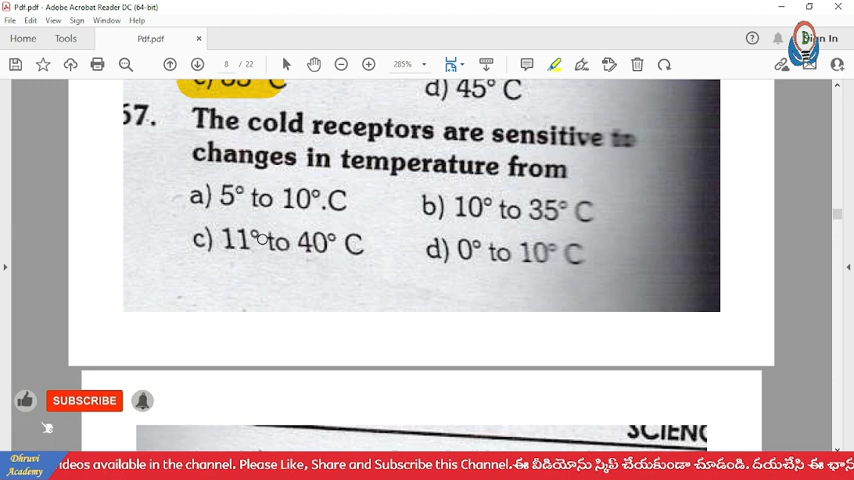 Pdf.pdf - Adobe Acrobat Reader DC (64-bit)
File Edit View Sign Window Help
Home Tools Pdf.pdf × Sign In
8 / 22 285%
c) 35° C d) 45° C
57. The cold receptors are sensitive to
changes in temperature from
a) 5° to 10°.C b) 10° to 35° C
c) 11° to 40° C d) 0° to 10° C
SUBSCRIBE
SCIENC
Dhruvi
Academy
ideos available in the channel. Please Like, Share and Subscribe this Channel. ఈ వీడియోను స్కిప్ చేయకుండా చూడండి. దయచేసి ఈ ఛాన